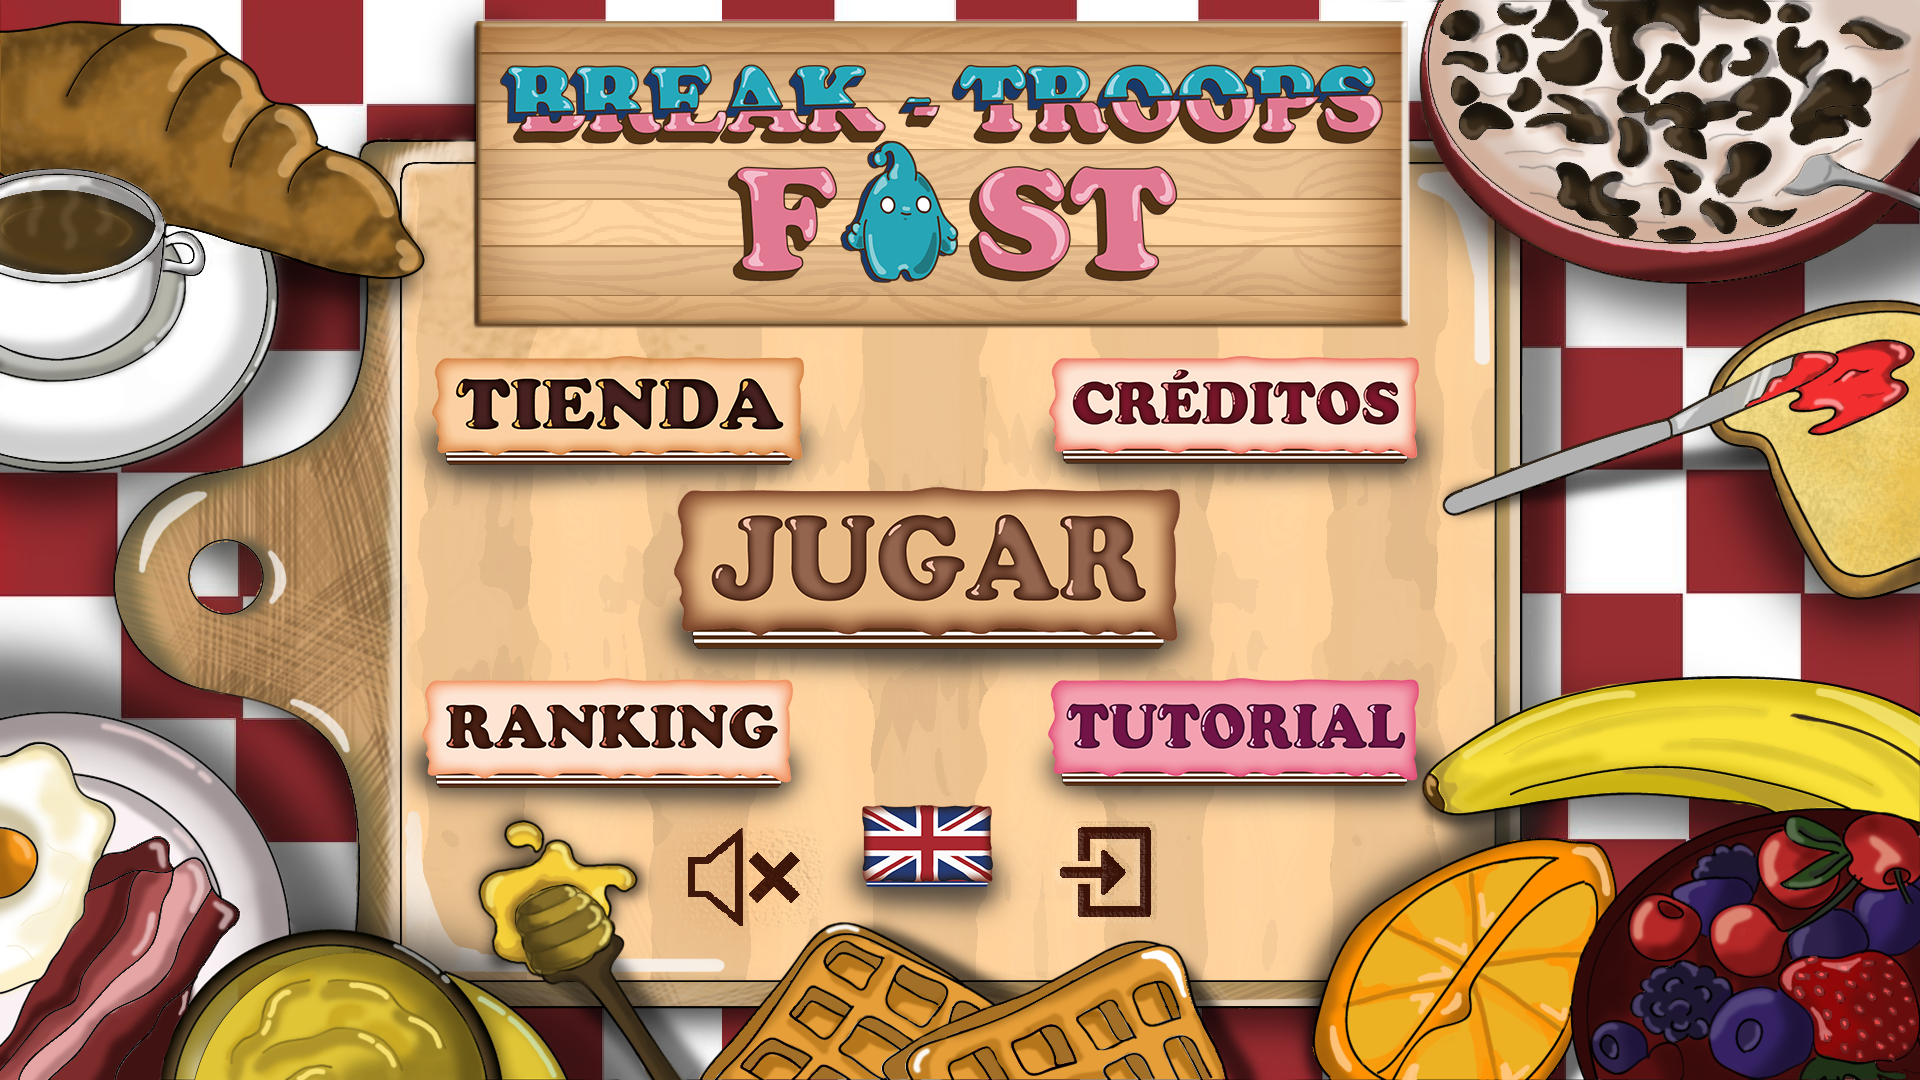 BREAK - TROOPS
FAST
TIENDA
CRÉDITOS
JUGAR
RANKING
TUTORIAL